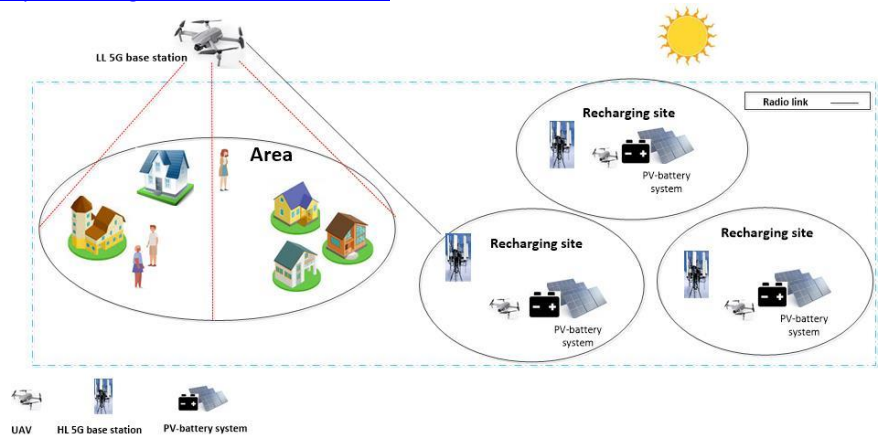 LL 5G base station
Radio link
Recharging site
PV-battery
system
Area
Recharging site
PV-battery
system
Recharging site
PV-battery
system
UAV
HL 5G base station
PV-battery system